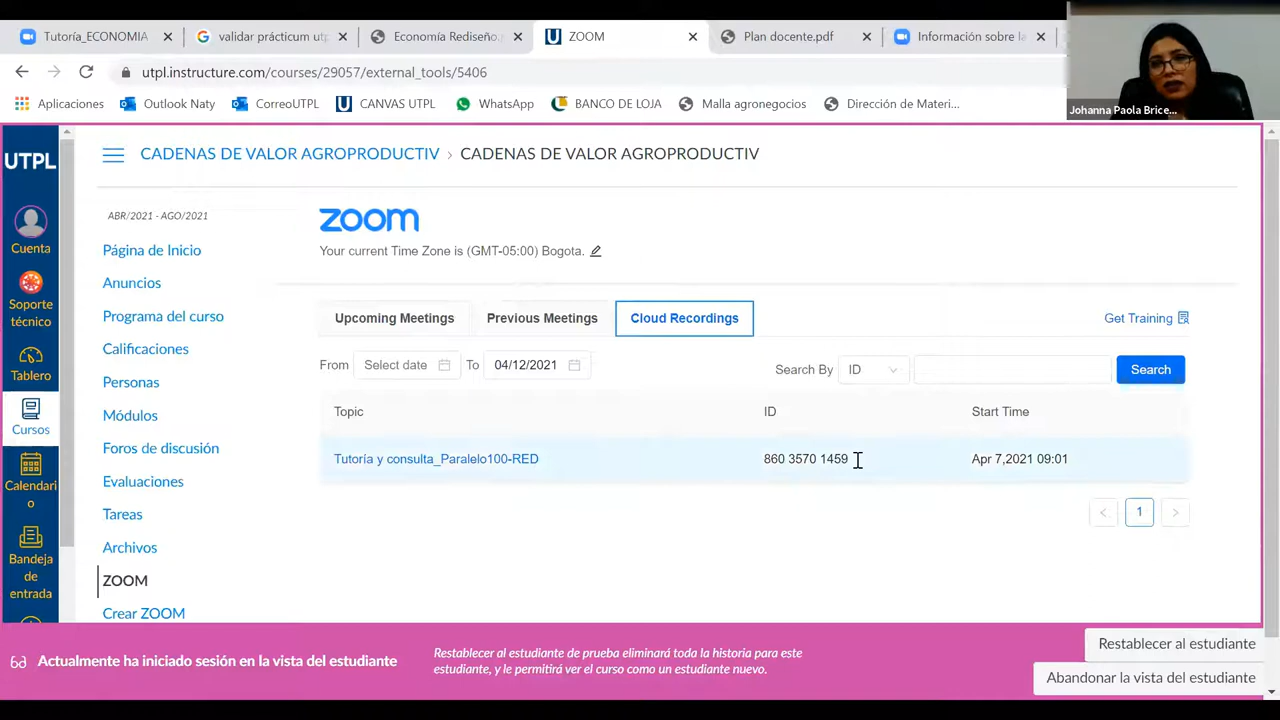 Tutoría_ECONOMIA
validar prácticum utp
Economía Rediseño.p
ZOOM
Plan docente.pdf
Información sobre la
utpl.instructure.com/courses/29057/external_tools/5406
Aplicaciones
Outlook Naty
CorreoUTPL
CANVAS UTPL
WhatsApp
BANCO DE LOJA
Malla agronegocios
Dirección de Materi...
Johanna Paola Brice...
UTPL
CADENAS DE VALOR AGROPRODUCTIV › CADENAS DE VALOR AGROPRODUCTIV
Cuenta
Soporte
técnico
Tablero
Cursos
Calendari
o
Bandeja
de
entrada
ABR/2021 - AGO/2021
Página de Inicio
Anuncios
Programa del curso
Calificaciones
Personas
Módulos
Foros de discusión
Evaluaciones
Tareas
Archivos
ZOOM
Crear ZOOM
zoom
Your current Time Zone is (GMT-05:00) Bogota.
Upcoming Meetings
Previous Meetings
Cloud Recordings
Get Training
From Select date To 04/12/2021
Search By ID Search
Topic ID Start Time
Tutoría y consulta_Paralelo100-RED 860 3570 1459 Apr 7,2021 09:01
< 1 >
Actualmente ha iniciado sesión en la vista del estudiante
Restablecer al estudiante de prueba eliminará toda la historia para este
estudiante, y le permitirá ver el curso como un estudiante nuevo.
Restablecer al estudiante
Abandonar la vista del estudiante